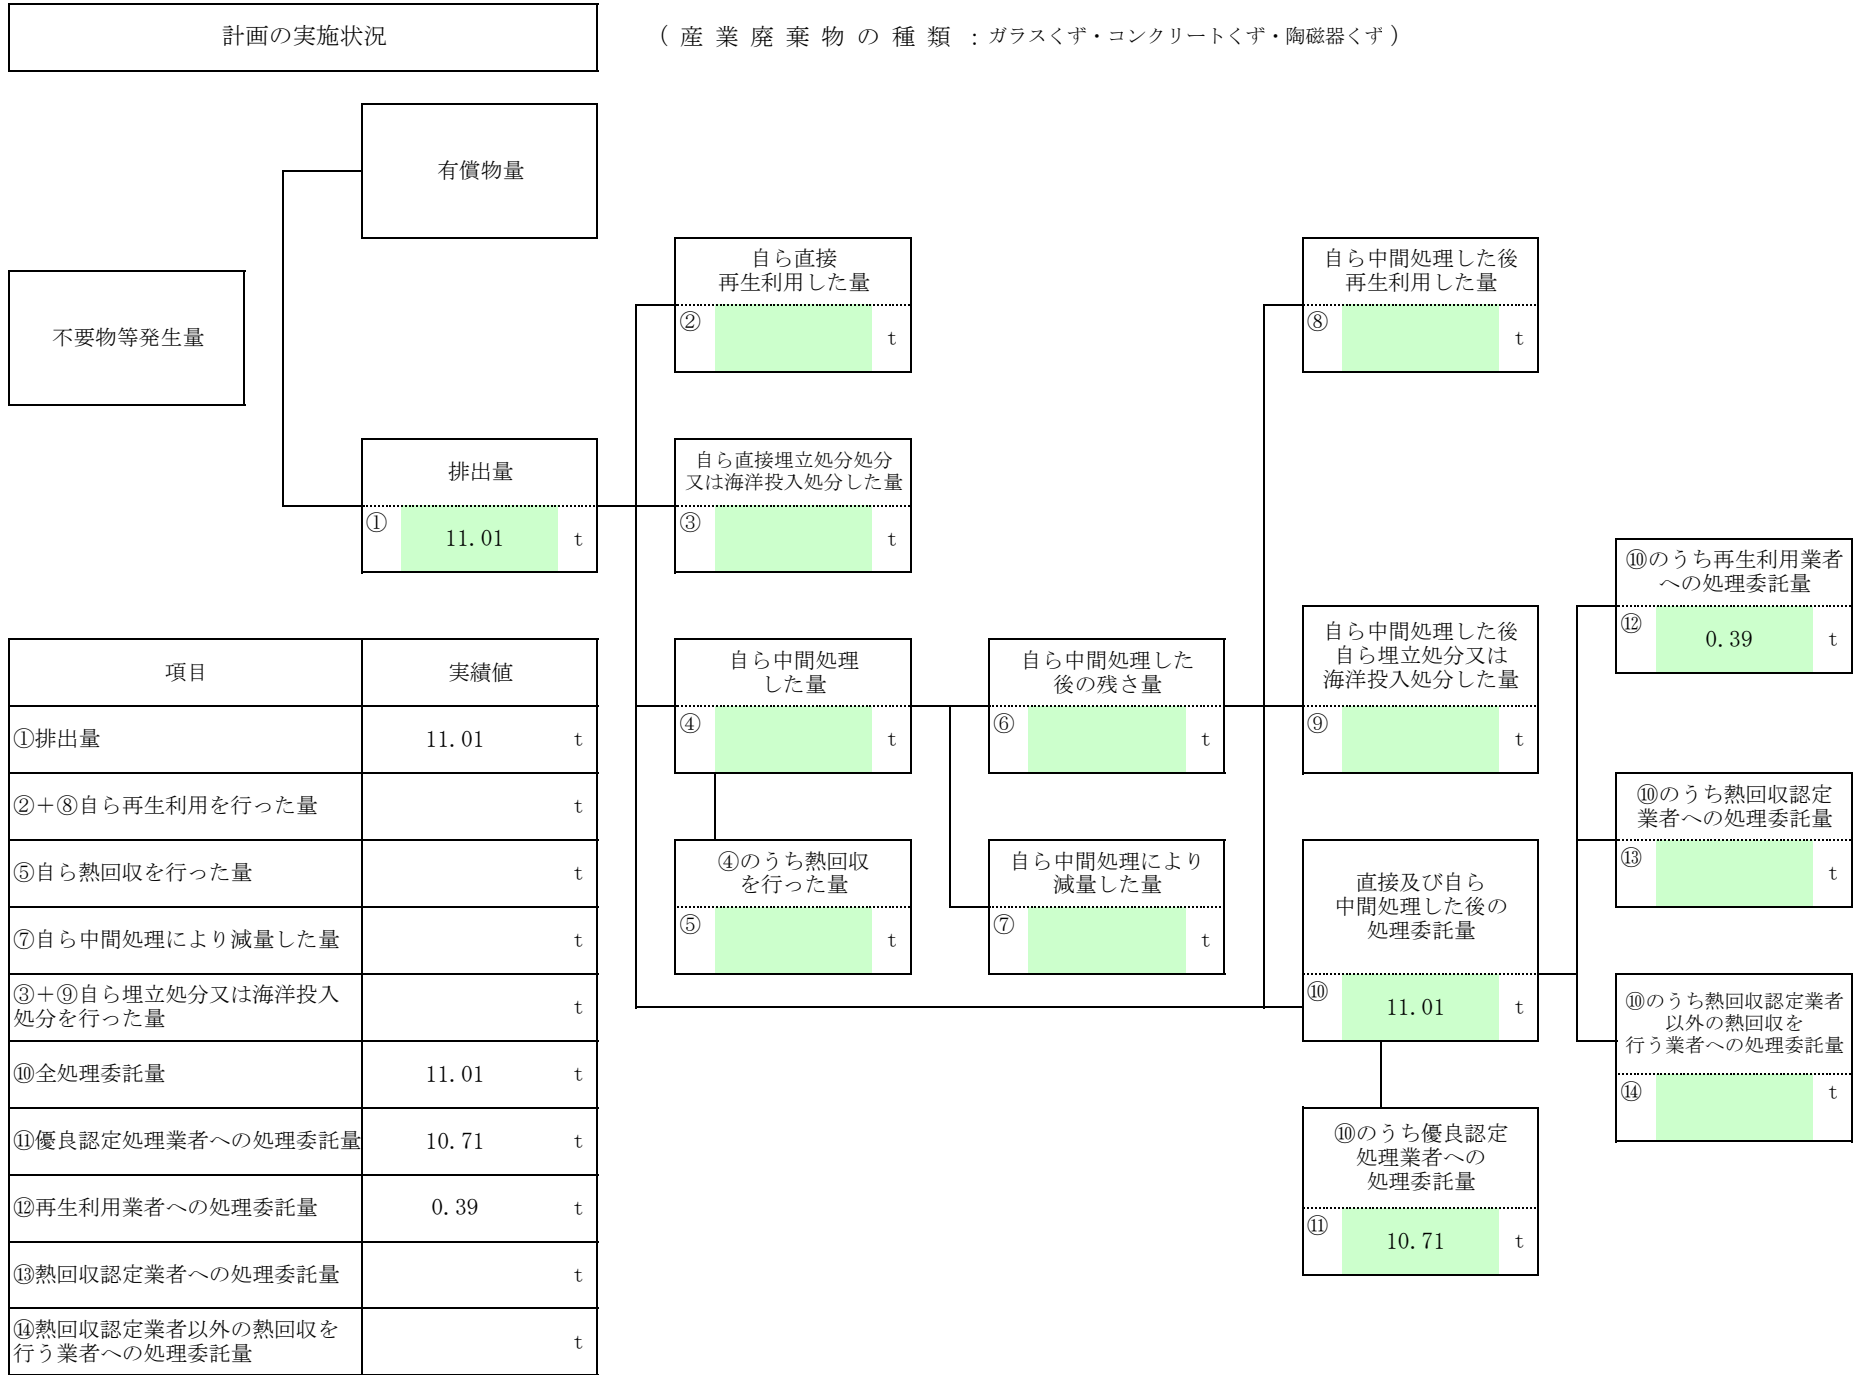 計画の実施状況
（産業廃棄物の種類：ガラスくず・コンクリートくず・陶磁器くず）
有償物量
不要物等発生量
排出量
① 11.01 t
自ら直接
再生利用した量
② t
自ら直接埋立処分処分
又は海洋投入処分した量
③ t
自ら中間処理
した量
④ t
④のうち熱回収
を行った量
⑤ t
自ら中間処理した
後の残さ量
⑥ t
自ら中間処理により
減量した量
⑦ t
自ら中間処理した後
再生利用した量
⑧ t
自ら中間処理した後
自ら埋立処分又は
海洋投入処分した量
⑨ t
直接及び自ら
中間処理した後の
処理委託量
⑩ 11.01 t
⑩のうち優良認定
処理業者への
処理委託量
⑪ 10.71 t
⑩のうち再生利用業者
への処理委託量
⑫ 0.39 t
⑩のうち熱回収認定
業者への処理委託量
⑬ t
⑩のうち熱回収認定業者
以外の熱回収を
行う業者への処理委託量
⑭ t
項目 実績値
①排出量 11.01 t
②＋⑧自ら再生利用を行った量 t
⑤自ら熱回収を行った量 t
⑦自ら中間処理により減量した量 t
③＋⑨自ら埋立処分又は海洋投入
処分を行った量 t
⑩全処理委託量 11.01 t
⑪優良認定処理業者への処理委託量 10.71 t
⑫再生利用業者への処理委託量 0.39 t
⑬熱回収認定業者への処理委託量 t
⑭熱回収認定業者以外の熱回収を
行う業者への処理委託量 t